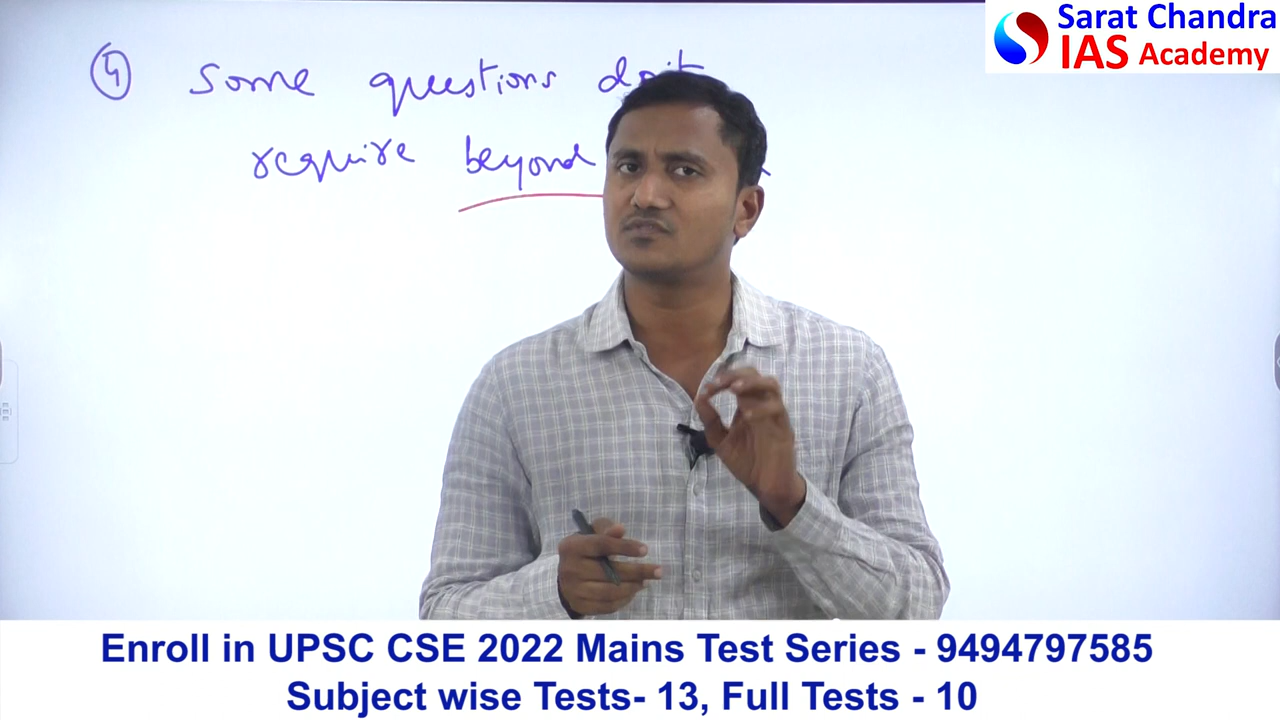 Sarat Chandra
IAS Academy
4 Some questions don't
require beyond
Enroll in UPSC CSE 2022 Mains Test Series - 9494797585
Subject wise Tests- 13, Full Tests - 10